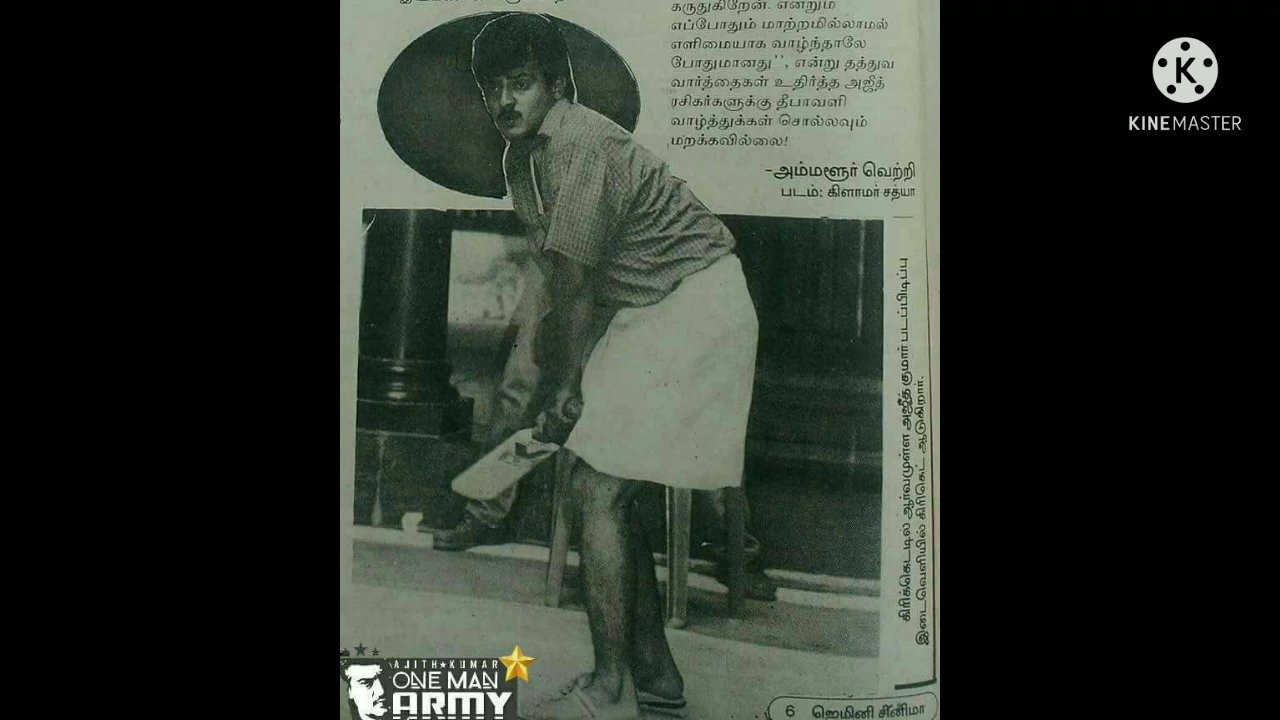 கருதுகிறேன். என்றும்
எப்போதும் மாற்றமில்லாமல்
எளிமையாக வாழ்ந்தாலே
போதுமானது'', என்று தத்துவ
வார்த்தைகள் உதிர்த்த அஜீத்
ரசிகர்களுக்கு தீபாவளி
வாழ்த்துக்கள் சொல்லவும்
மறக்கவில்லை!
-அம்மளூர் வெற்றி
படம்: கிளாமர் சத்யா
கிரிக்கெட்டில் ஆர்வமுள்ள அஜீத்குமார் படப்பிடிப்பு
இடைவெளியில் கிரிகெட் ஆடுகிறார்.
6 ஜெமினி சினிமா
KINEMASTER
AJITH★KUMAR
ONE MAN
ARMY